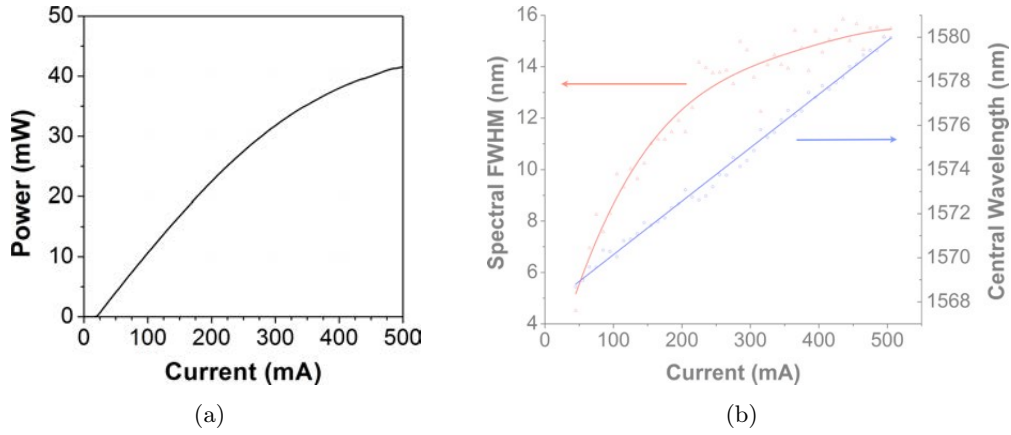 50
40
30
20
10
0
Power (mW)
0 100 200 300 400 500
Current (mA)
(a)
16
14
12
10
8
6
4
Spectral FWHM (nm)
1580
1578
1576
1574
1572
1570
1568
Central Wavelength (nm)
0 100 200 300 400 500
Current (mA)
(b)